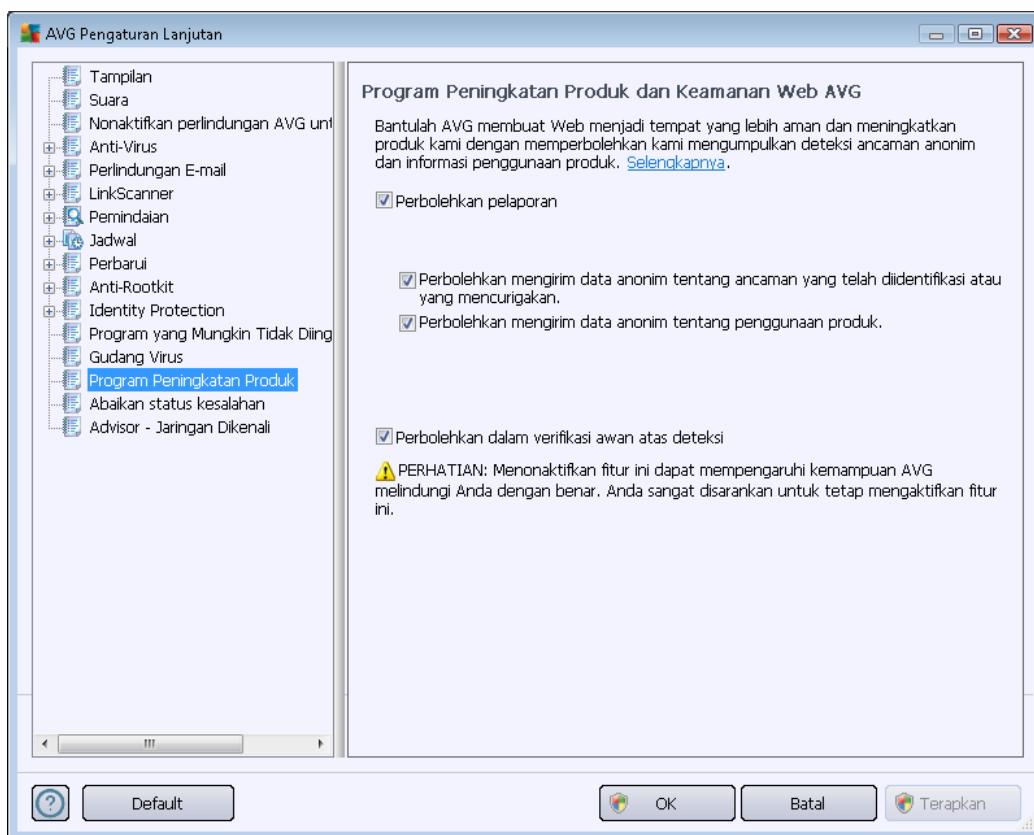 AVG Pengaturan Lanjutan
Tampilan
Suara
Nonaktifkan perlindungan AVG unt
Anti-Virus
Perlindungan E-mail
LinkScanner
Pemindaian
Jadwal
Perbarui
Anti-Rootkit
Identity Protection
Program yang Mungkin Tidak Diing
Gudang Virus
Program Peningkatan Produk
Abaikan status kesalahan
Advisor - Jaringan Dikenali
Program Peningkatan Produk dan Keamanan Web AVG
Bantulah AVG membuat Web menjadi tempat yang lebih aman dan meningkatkan
produk kami dengan memperbolehkan kami mengumpulkan deteksi ancaman anonim
dan informasi penggunaan produk. Selengkapnya.
Perbolehkan pelaporan
Perbolehkan mengirim data anonim tentang ancaman yang telah diidentifikasi atau
yang mencurigakan.
Perbolehkan mengirim data anonim tentang penggunaan produk.
Perbolehkan dalam verifikasi awan atas deteksi
PERHATIAN: Menonaktifkan fitur ini dapat mempengaruhi kemampuan AVG
melindungi Anda dengan benar. Anda sangat disarankan untuk tetap mengaktifkan fitur
ini.
Default
OK
Batal
Terapkan